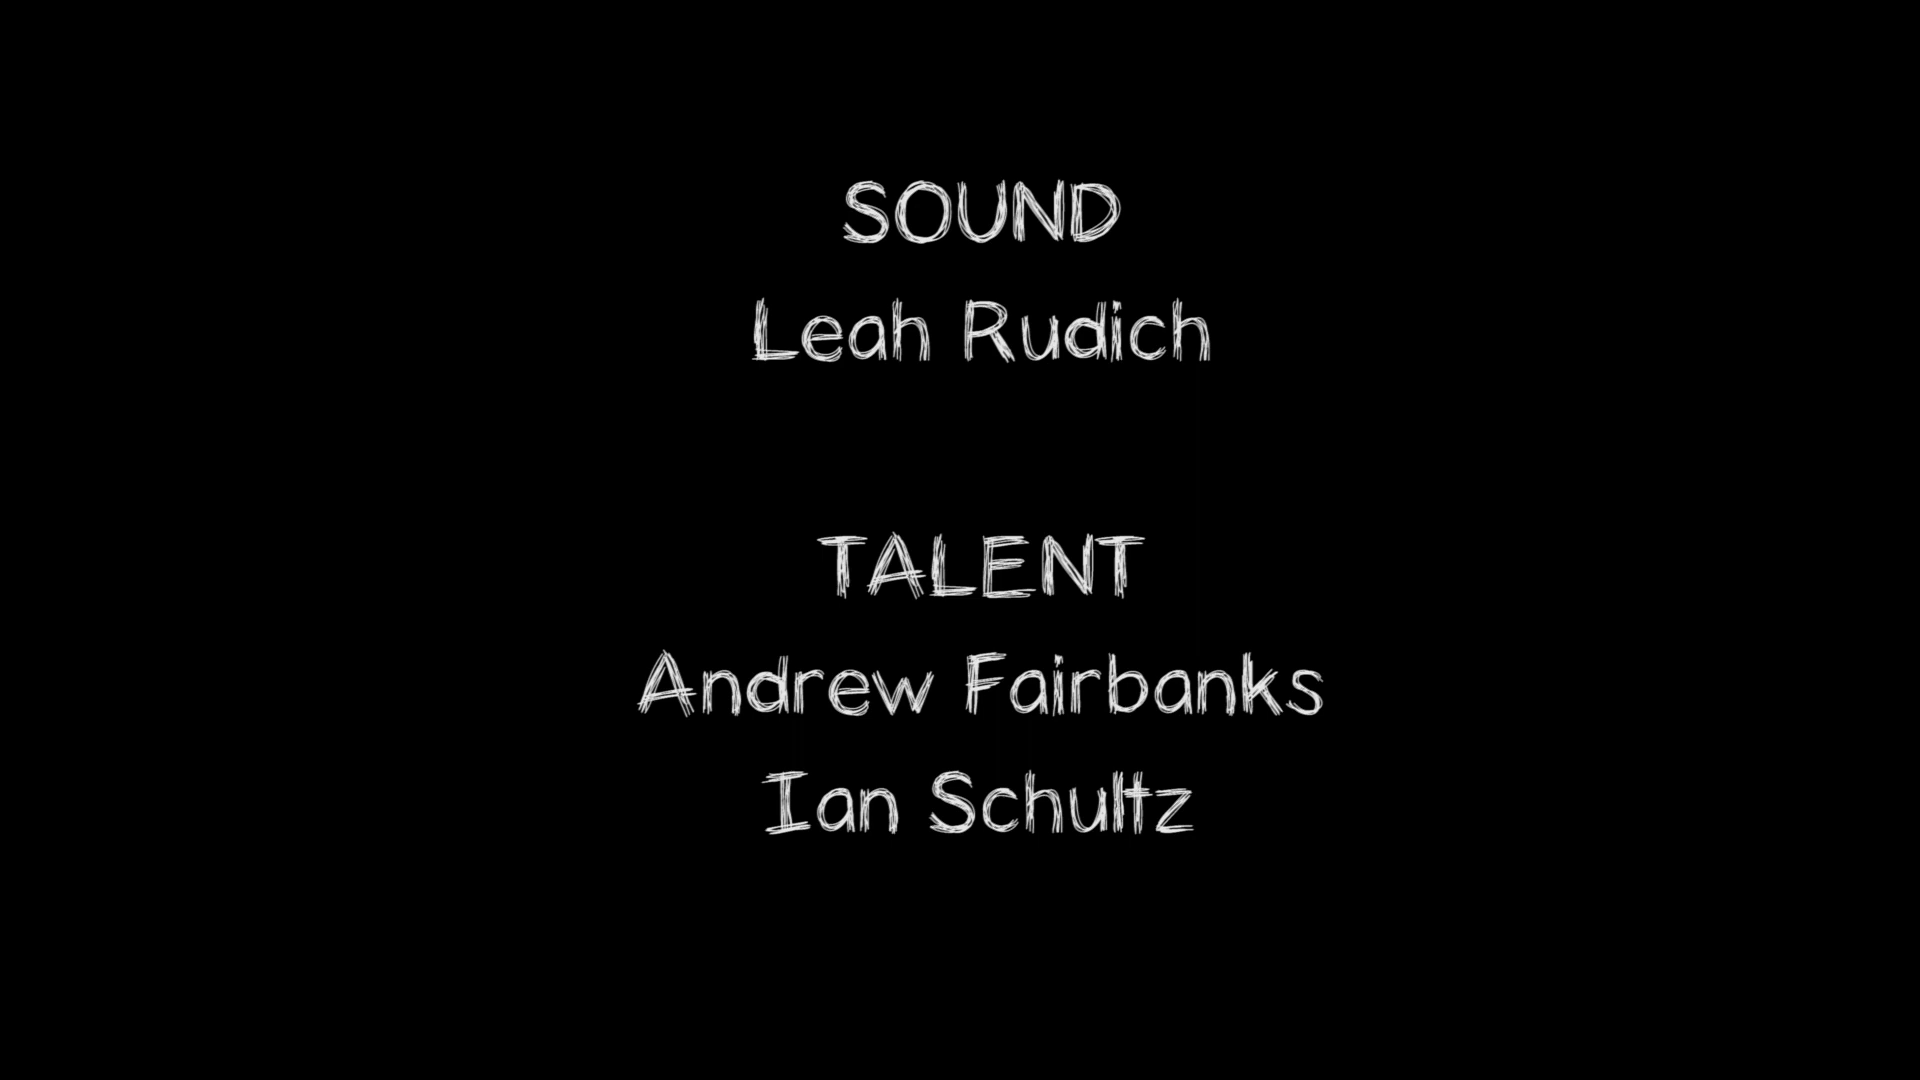 SOUND
Leah Rudich
TALENT
Andrew Fairbanks
Ian Schultz